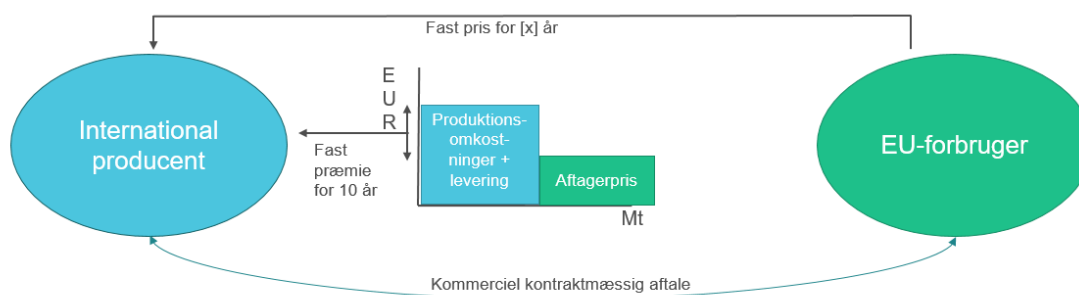 Fast pris for [x] år
International
producent
E
U
R
Produktions-
omkost-
ninger +
levering
Fast
præmie
for 10 år
Aftagerpris
Mt
EU-forbruger
Kommerciel kontraktmæssig aftale